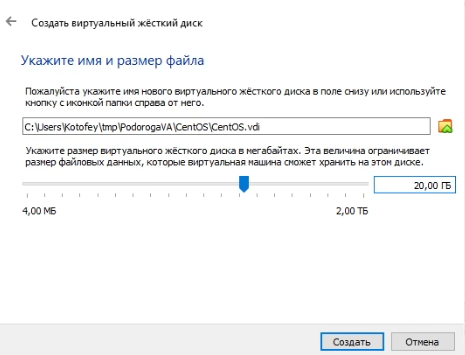 Создать виртуальный жёсткий диск
Укажите имя и размер файла
Пожалуйста укажите имя нового виртуального жёсткого диска в поле снизу или используйте
кнопку с иконкой папки справа от него.
C:\Users\Kotofey\tmp\PodorogaVA\CentOS\CentOS.vdi
Укажите размер виртуального жёсткого диска в мегабайтах. Эта величина ограничивает
размер файловых данных, которые виртуальная машина сможет хранить на этом диске.
20,00 ГБ
4,00 МБ 2,00 ТБ
Создать Отмена